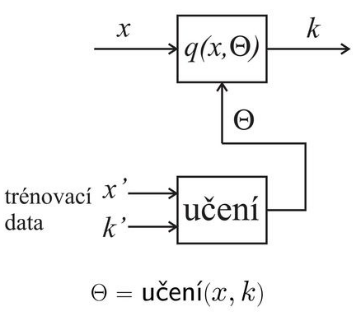 x
q(x,Θ)
k
Θ
trénovací x’
data k’
učení
Θ = učení(x, k)